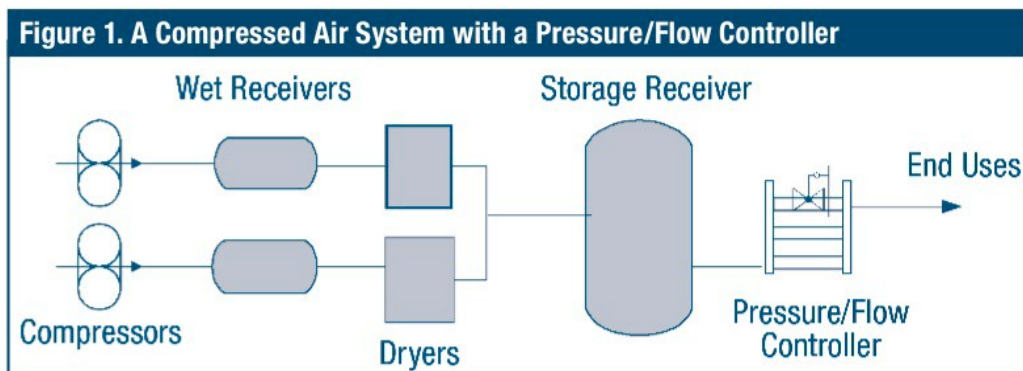 Figure 1. A Compressed Air System with a Pressure/Flow Controller
Wet Receivers
Storage Receiver
End Uses
Compressors
Dryers
Pressure/Flow
Controller